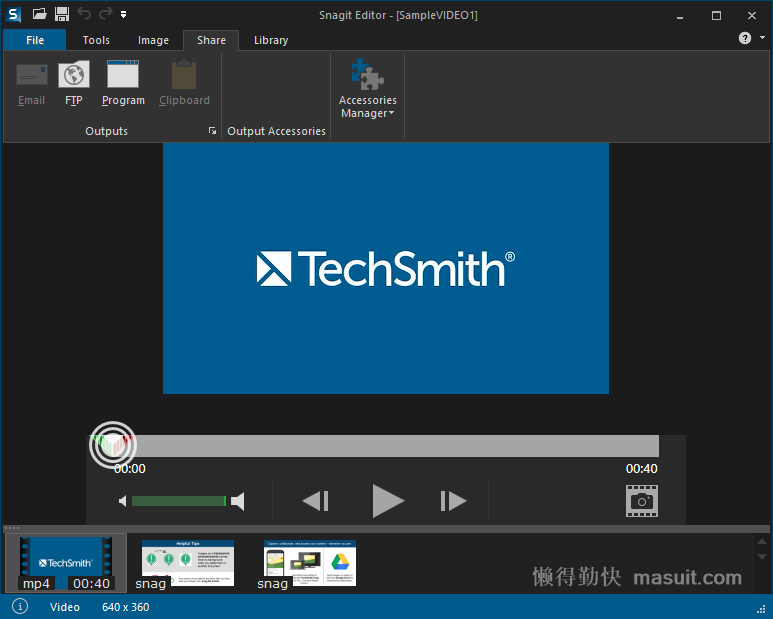 Snagit Editor - [SampleVIDEO1]
File Tools Image Share Library
Email FTP Program Clipboard
Accessories
Manager
Outputs Output Accessories
TechSmith®
00:00 00:40
TechSmith
mp4 00:40
Helpful Tips
snag
snag
懒得勤快 masuit.com
Video 640 x 360